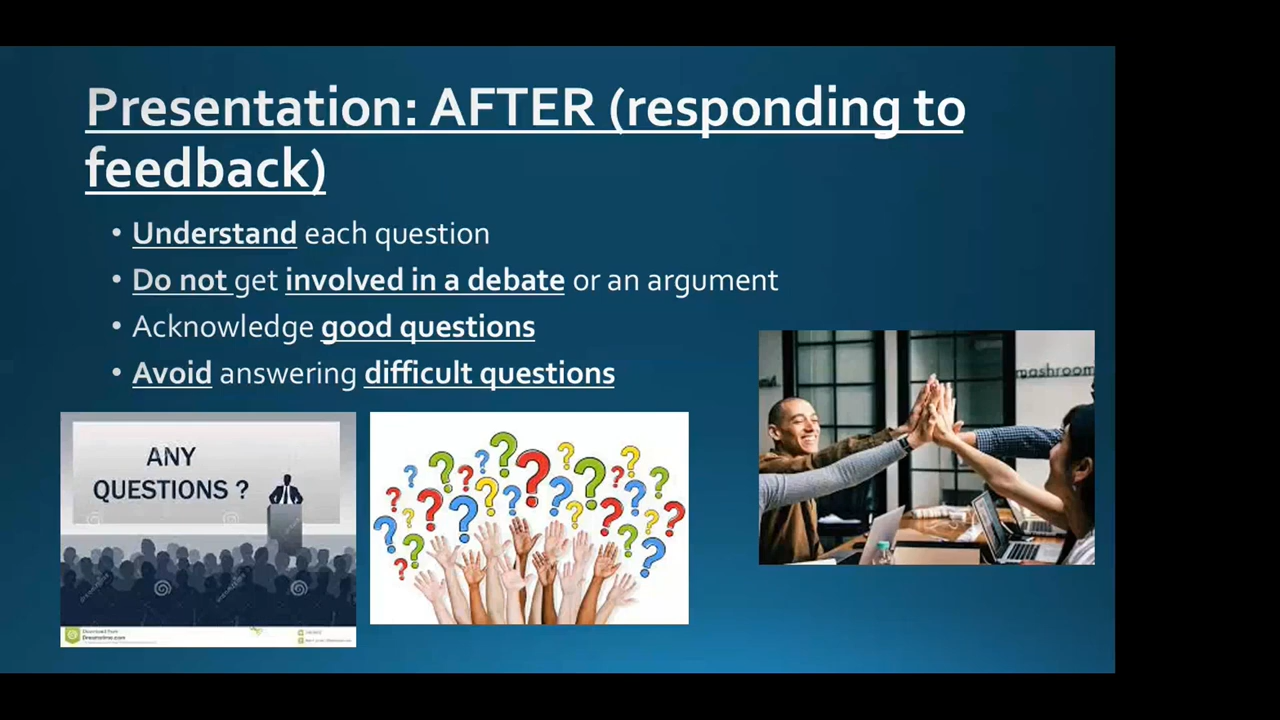 Presentation: AFTER (responding to
feedback)
• Understand each question
• Do not get involved in a debate or an argument
• Acknowledge good questions
• Avoid answering difficult questions
ANY
QUESTIONS ?
mashroom
Dreamstime.com